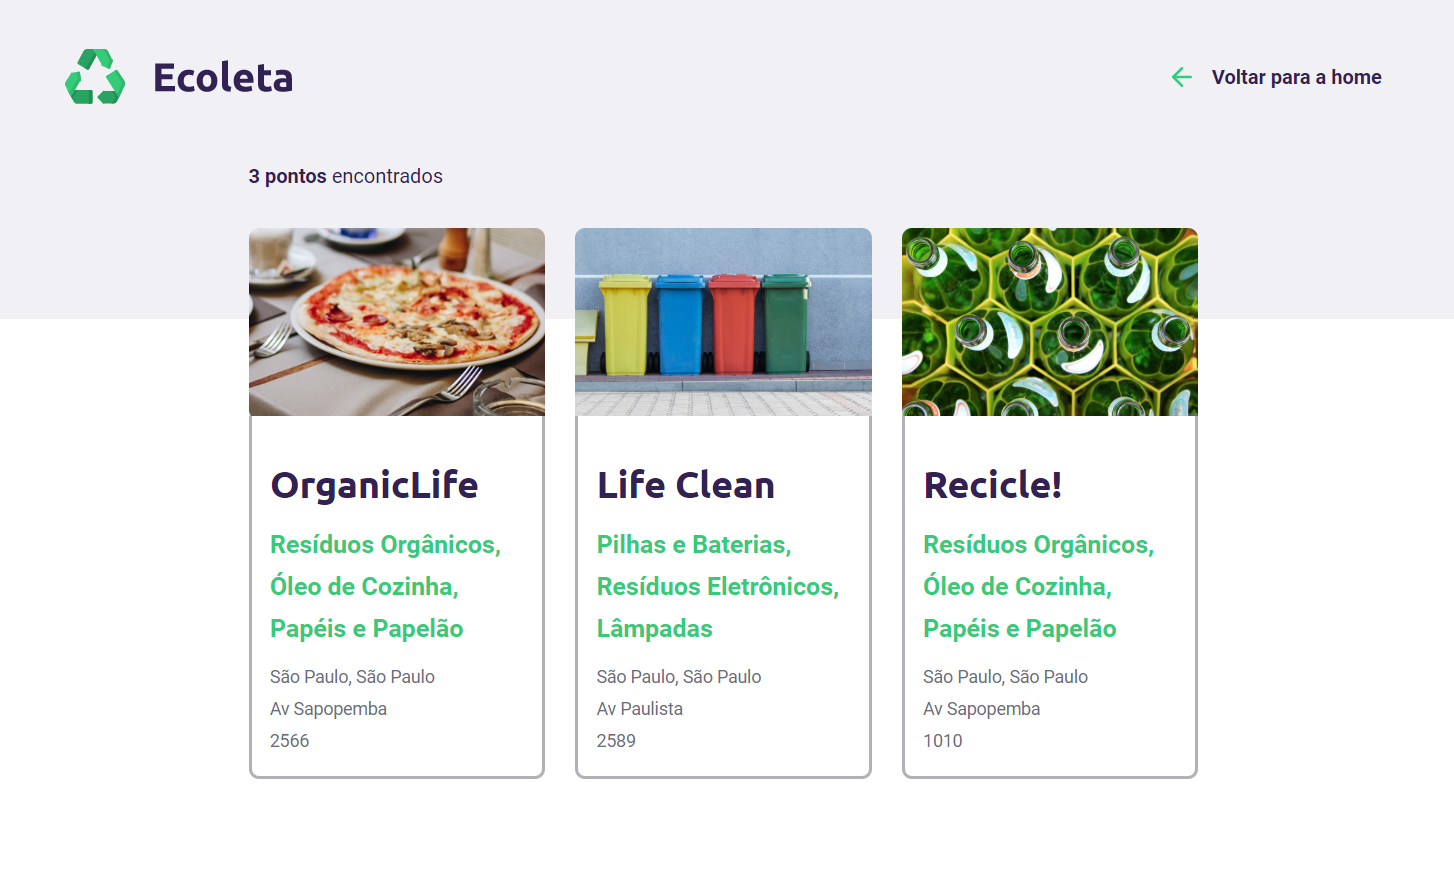 Ecoleta
Voltar para a home
3 pontos encontrados
OrganicLife
Resíduos Orgânicos,
Óleo de Cozinha,
Papéis e Papelão
São Paulo, São Paulo
Av Sapopemba
2566
Life Clean
Pilhas e Baterias,
Resíduos Eletrônicos,
Lâmpadas
São Paulo, São Paulo
Av Paulista
2589
Recicle!
Resíduos Orgânicos,
Óleo de Cozinha,
Papéis e Papelão
São Paulo, São Paulo
Av Sapopemba
1010